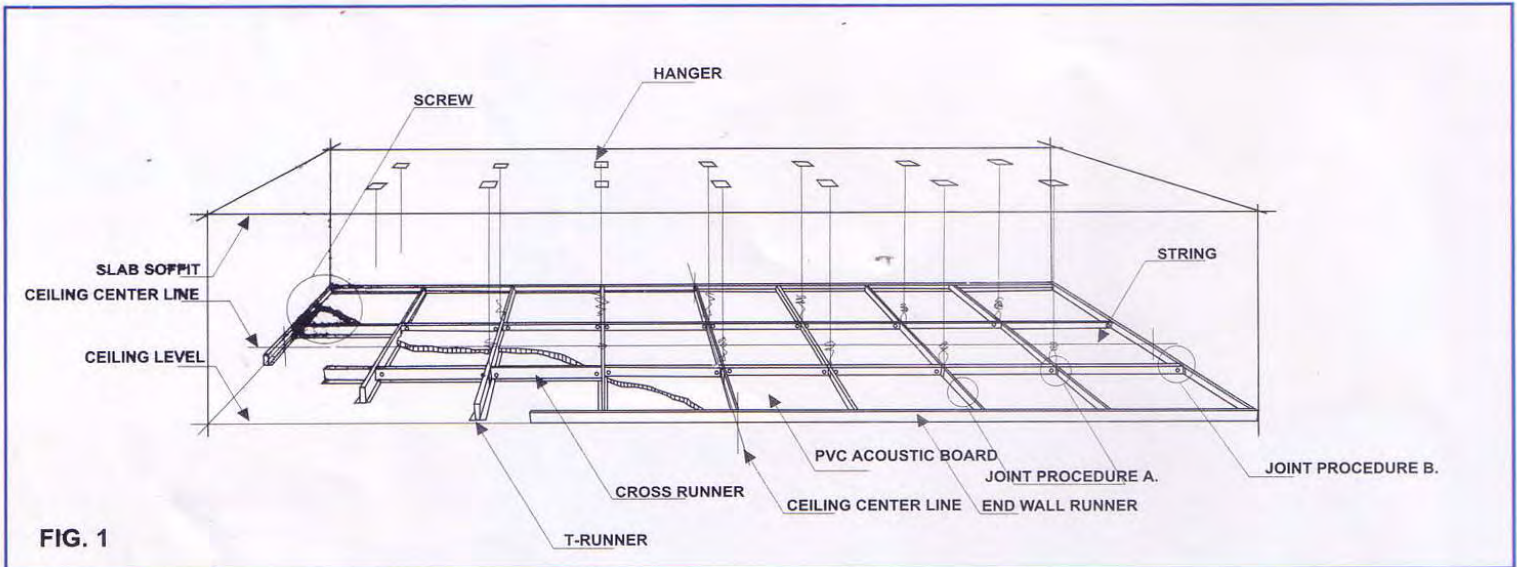 HANGER
SCREW
SLAB SOFFIT
STRING
CEILING CENTER LINE
CEILING LEVEL
PVC ACOUSTIC BOARD
JOINT PROCEDURE A.
JOINT PROCEDURE B.
CROSS RUNNER
CEILING CENTER LINE
END WALL RUNNER
FIG. 1
T-RUNNER